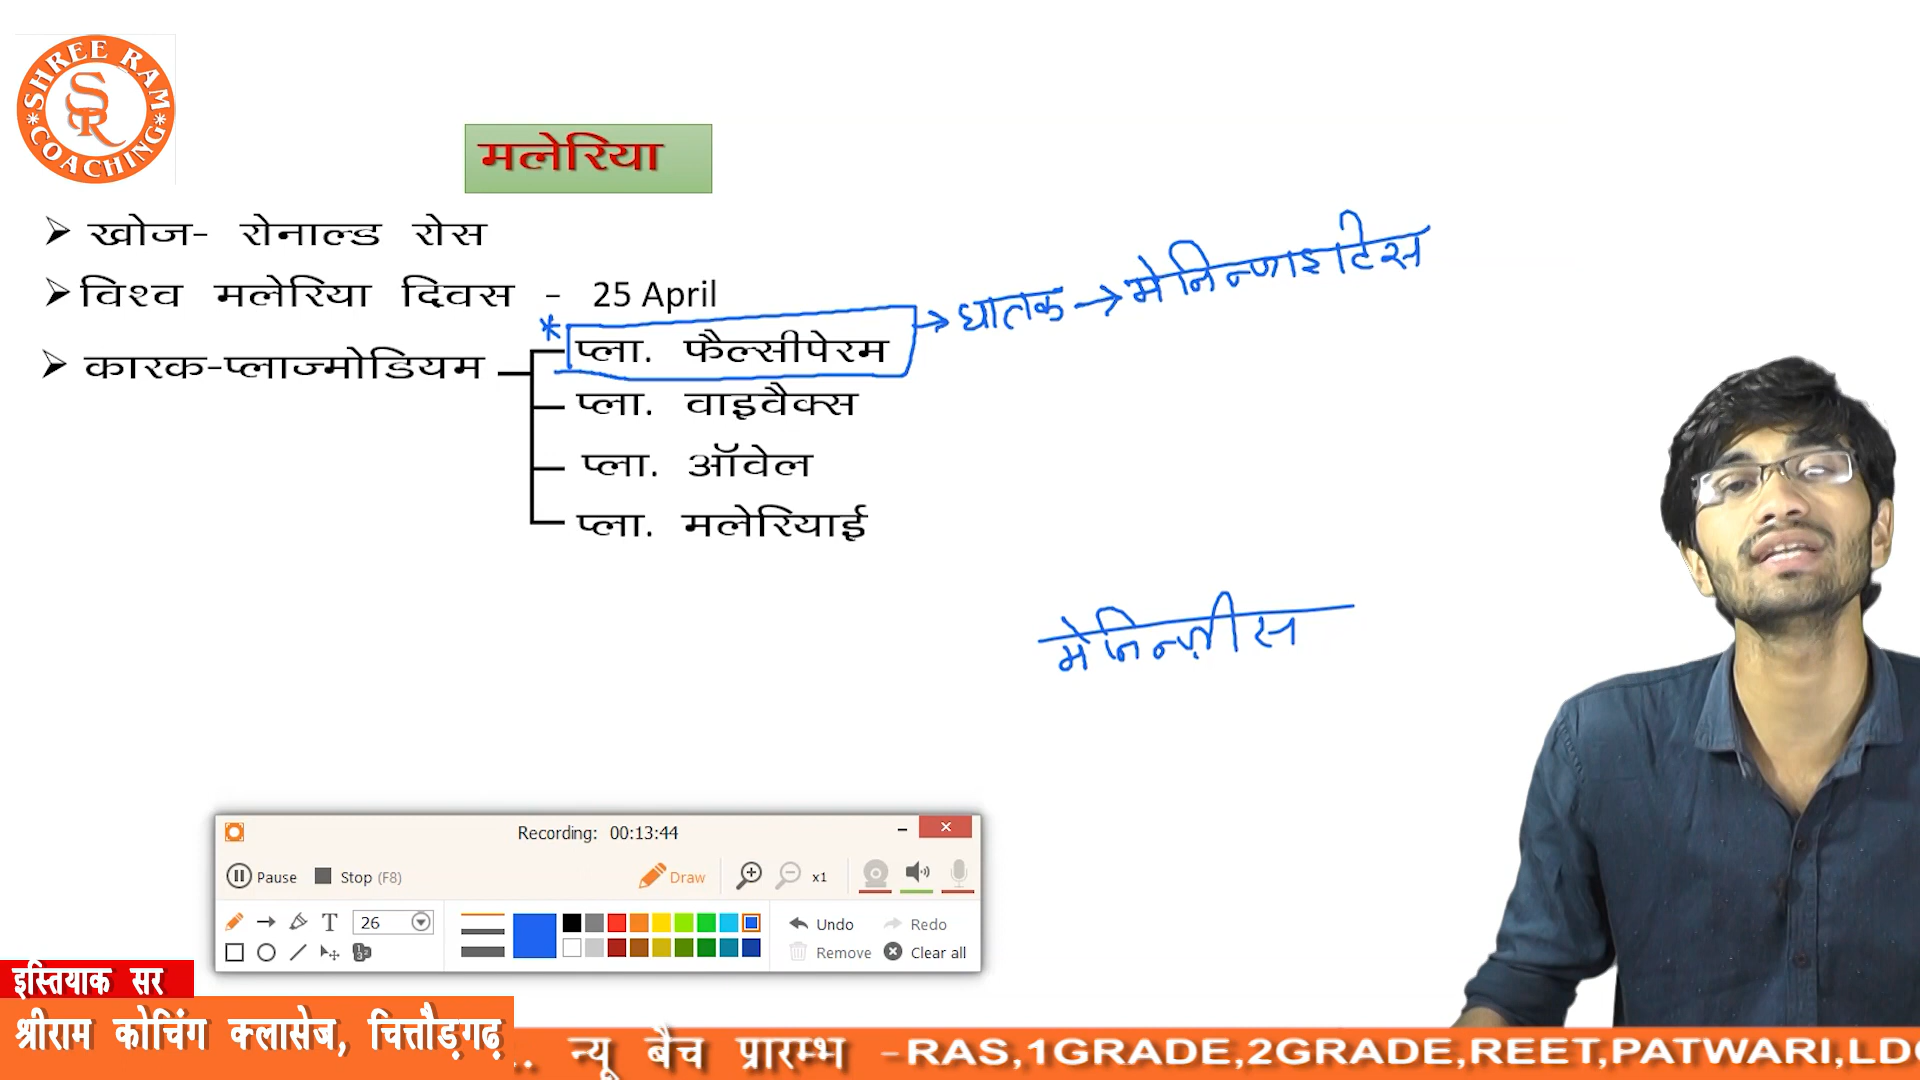 SHREE RAM COACHING
SR
मलेरिया
खोज- रोनाल्ड रोस
विश्व मलेरिया दिवस - 25 April
कारक-प्लाज्मोडियम
* प्ला. फैल्सीपेरम → घातक → मेनिन्जाइटिस
प्ला. वाइवैक्स
प्ला. ऑवेल
प्ला. मलेरियाई
मेनिन्जीस
Recording: 00:13:44
Pause Stop (F8) Draw x1
T 26 Undo Redo
Remove Clear all
इस्तियाक सर
श्रीराम कोचिंग क्लासेज, चित्तौड़गढ़
.. न्यू बैच प्रारम्भ -RAS,1GRADE,2GRADE,REET,PATWARI,LDC